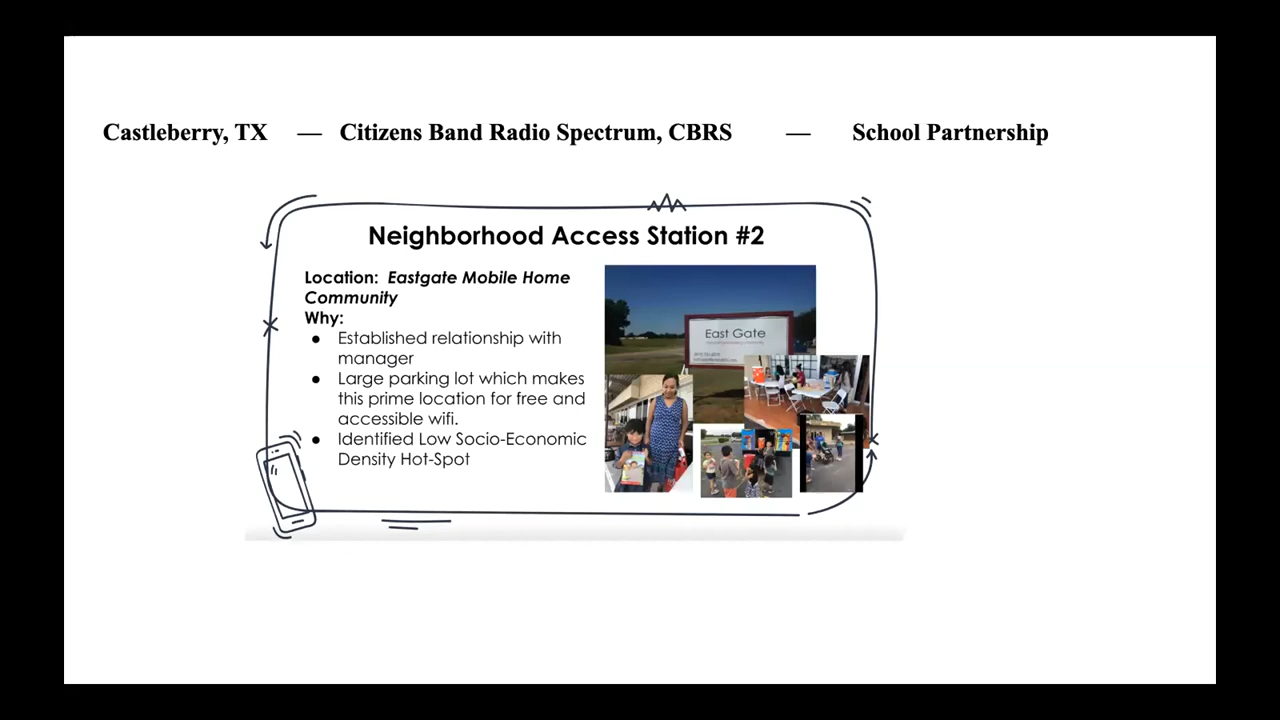 Castleberry, TX — Citizens Band Radio Spectrum, CBRS — School Partnership
Neighborhood Access Station #2
Location: Eastgate Mobile Home
Community
Why:
● Established relationship with
manager
● Large parking lot which makes
this prime location for free and
accessible wifi.
● Identified Low Socio-Economic
Density Hot-Spot
East Gate